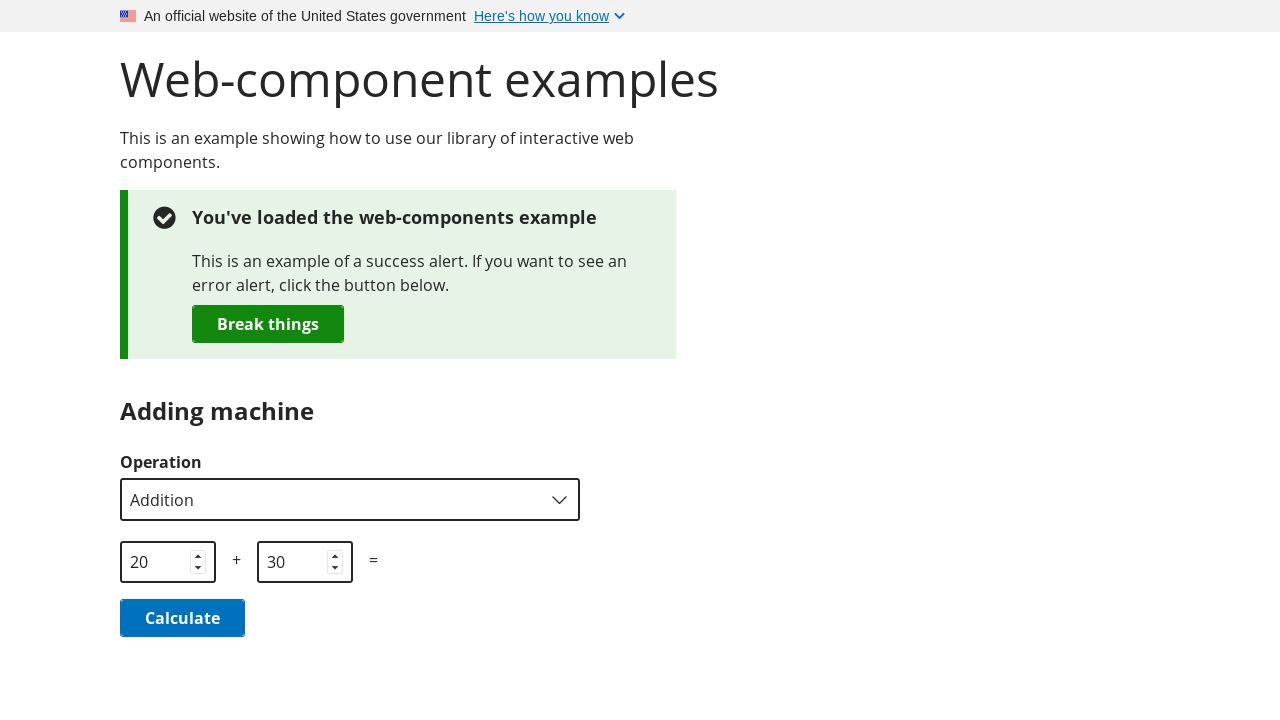 An official website of the United States government Here's how you know
Web-component examples
This is an example showing how to use our library of interactive web
components.
You've loaded the web-components example
This is an example of a success alert. If you want to see an
error alert, click the button below.
Break things
Adding machine
Operation
Addition
20 + 30 =
Calculate